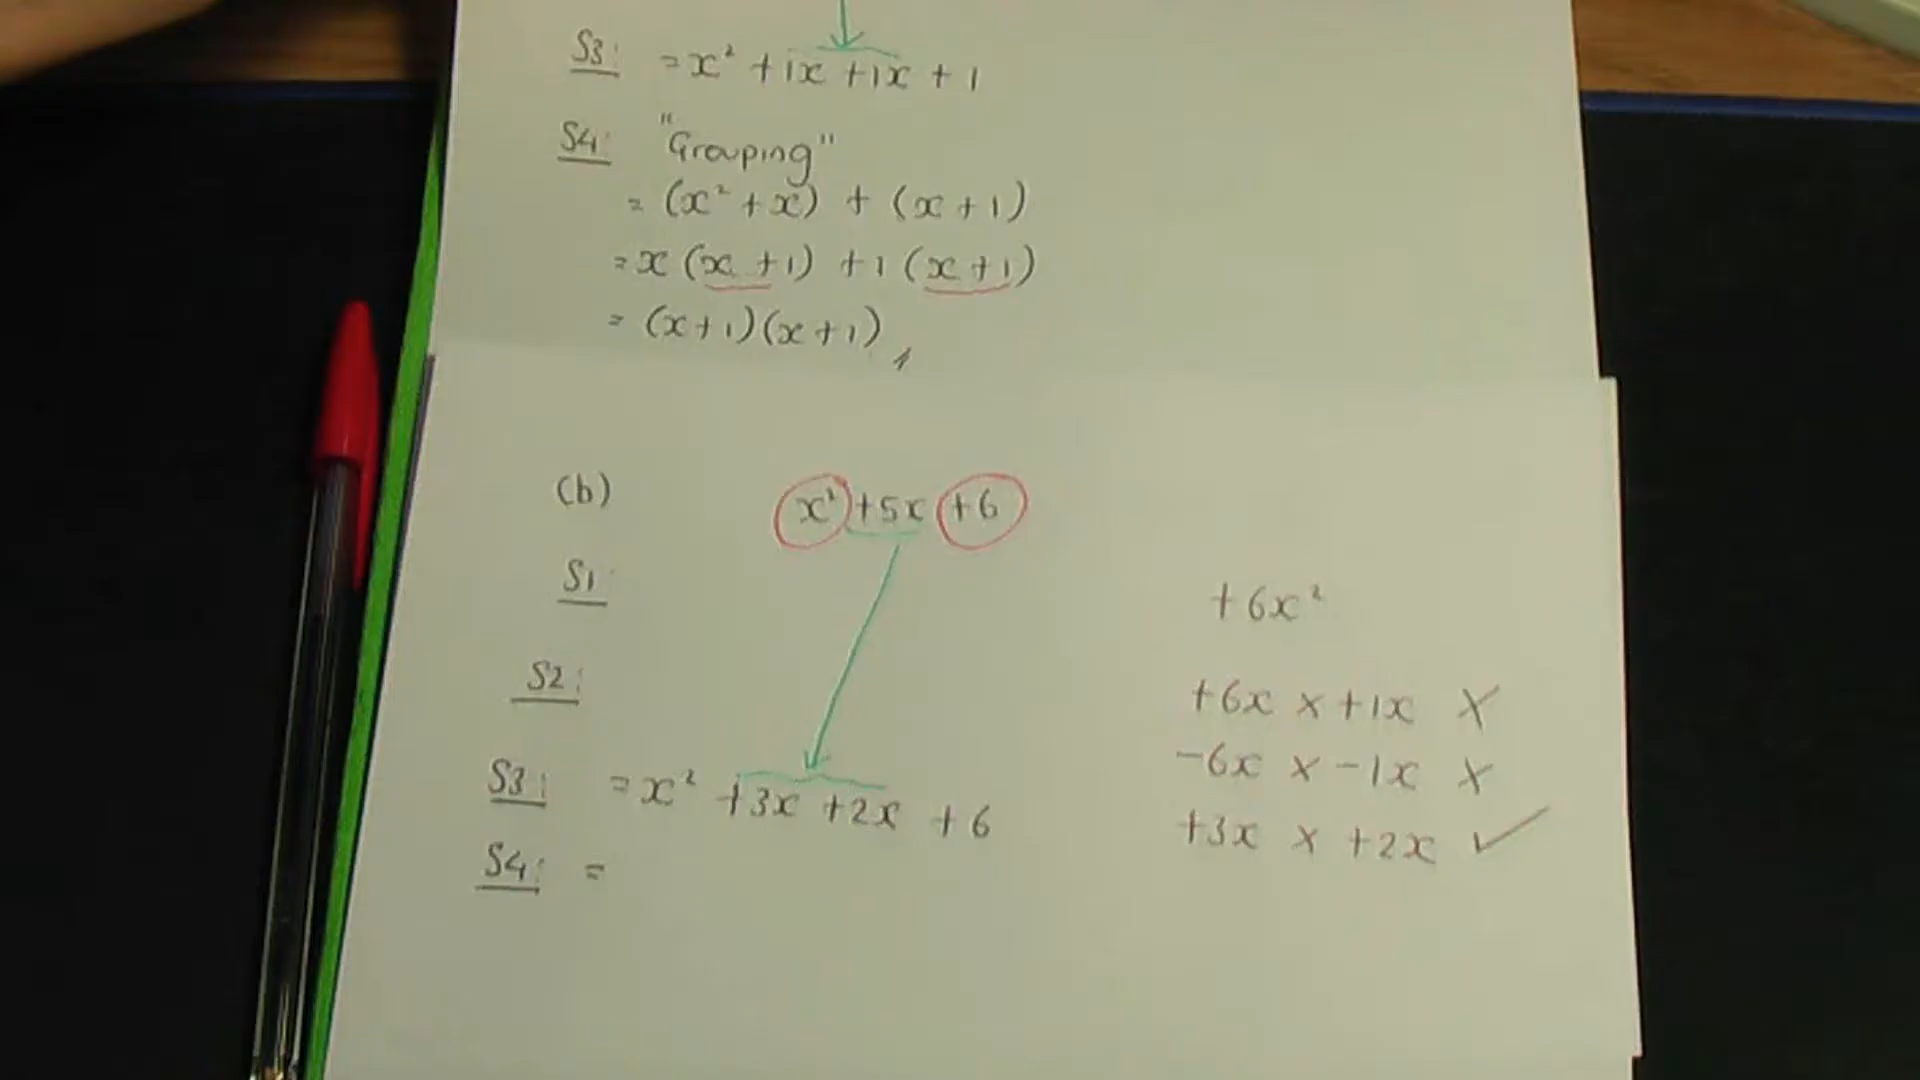 S3: = x² + 1x + 1x + 1
S4: "Grouping"
= (x² + x) + (x + 1)
= x (x + 1) + 1 (x + 1)
= (x + 1)(x + 1)
(b) x² + 5x + 6
S1: + 6x²
S2: + 6x x + 1x X
- 6x x - 1x X
+ 3x x + 2x ✓
S3: = x² + 3x + 2x + 6
S4: =